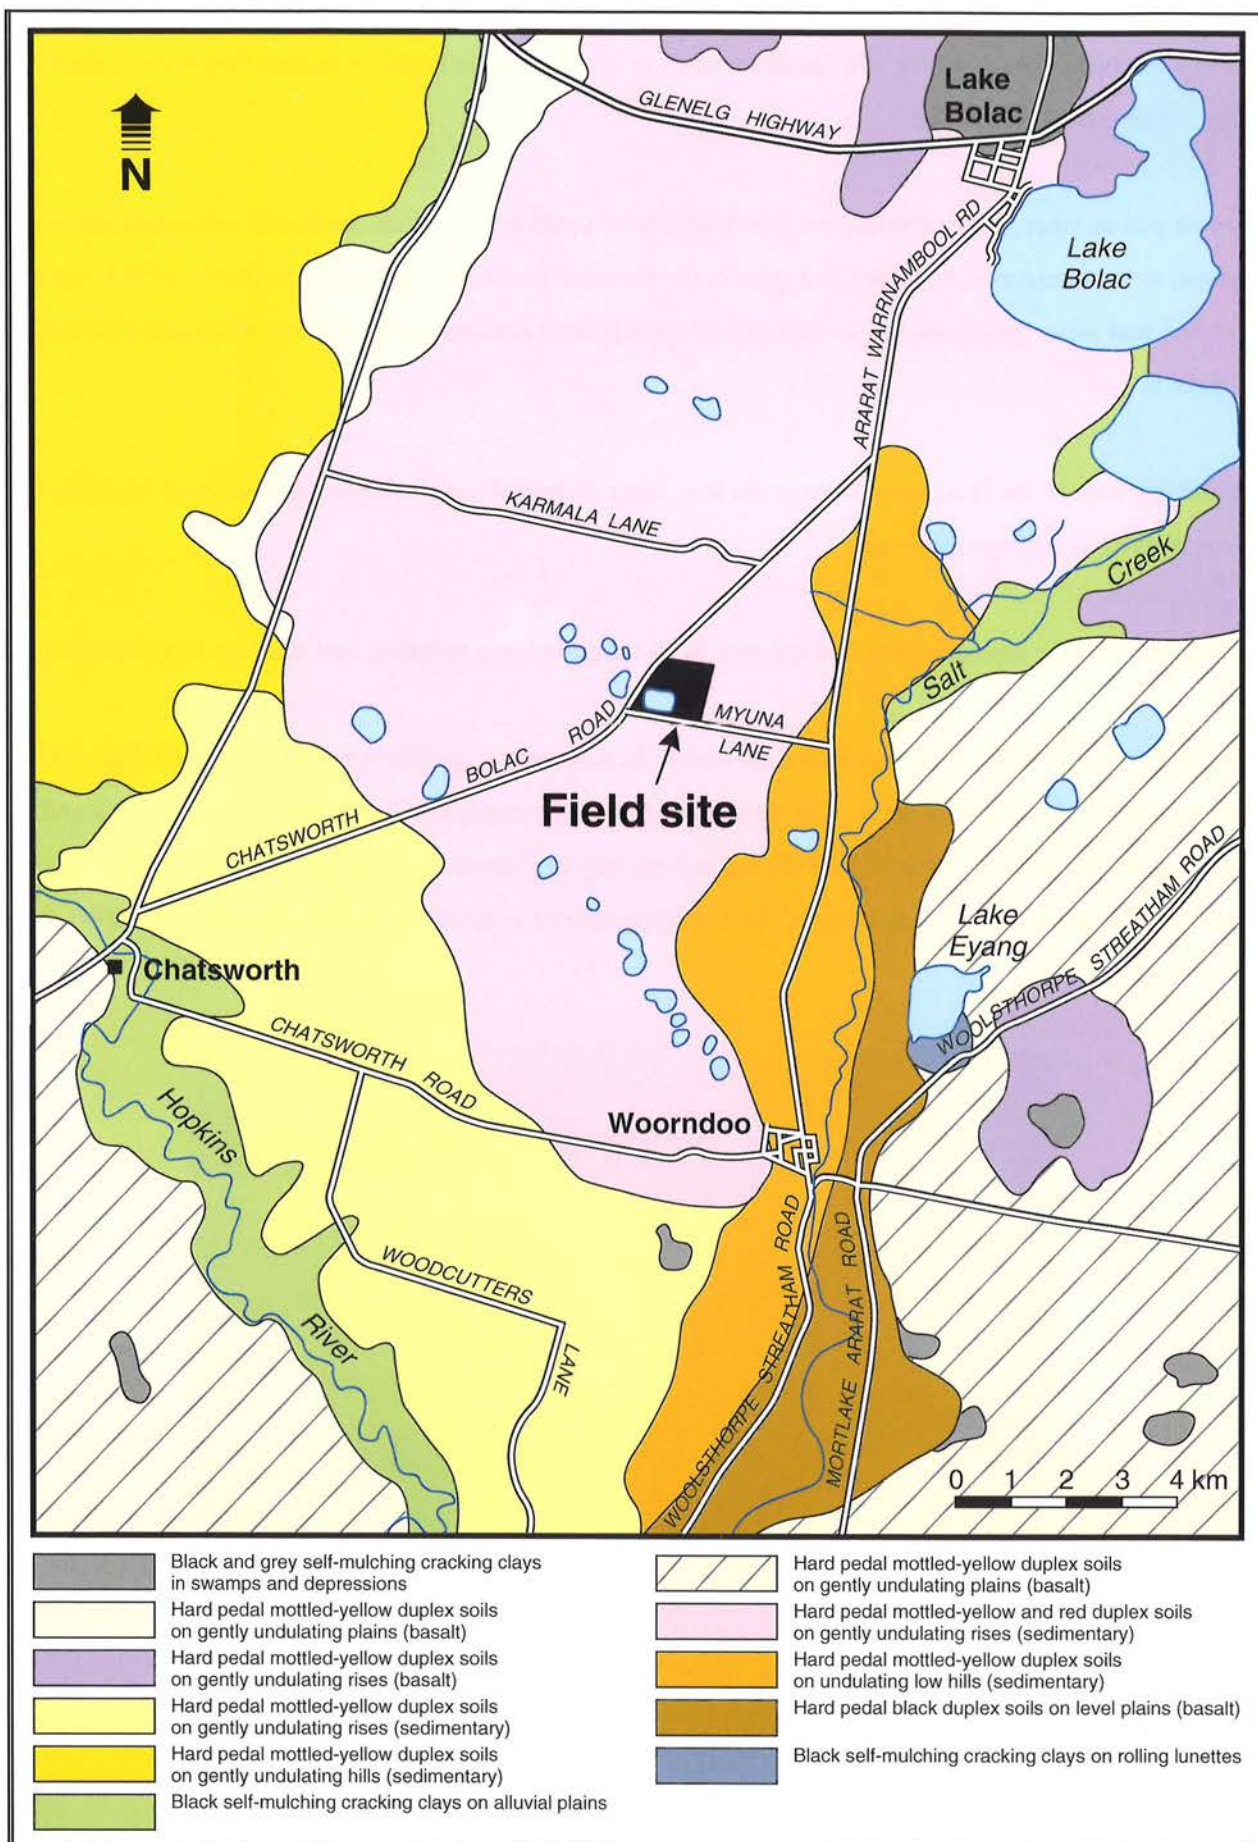 N
Lake
Bolac
GLENELG HIGHWAY
Lake
Bolac
ARARAT WARRNAMBOOL RD
KARMALA LANE
Creek
Salt
MYUNA
LANE
CHATSWORTH BOLAC ROAD
Field site
Lake
Eyang
WOOLSTHORPE STREATHAM ROAD
Chatsworth
CHATSWORTH ROAD
Hopkins
River
Woorndoo
WOODCUTTERS
LANE
WOOLSTHORPE STREATHAM ROAD
MORTLAKE ARARAT ROAD
0 1 2 3 4 km
Black and grey self-mulching cracking clays
in swamps and depressions
Hard pedal mottled-yellow duplex soils
on gently undulating plains (basalt)
Hard pedal mottled-yellow duplex soils
on gently undulating rises (basalt)
Hard pedal mottled-yellow duplex soils
on gently undulating rises (sedimentary)
Hard pedal mottled-yellow duplex soils
on gently undulating hills (sedimentary)
Black self-mulching cracking clays on alluvial plains
Hard pedal mottled-yellow duplex soils
on gently undulating plains (basalt)
Hard pedal mottled-yellow and red duplex soils
on gently undulating rises (sedimentary)
Hard pedal mottled-yellow duplex soils
on undulating low hills (sedimentary)
Hard pedal black duplex soils on level plains (basalt)
Black self-mulching cracking clays on rolling lunettes